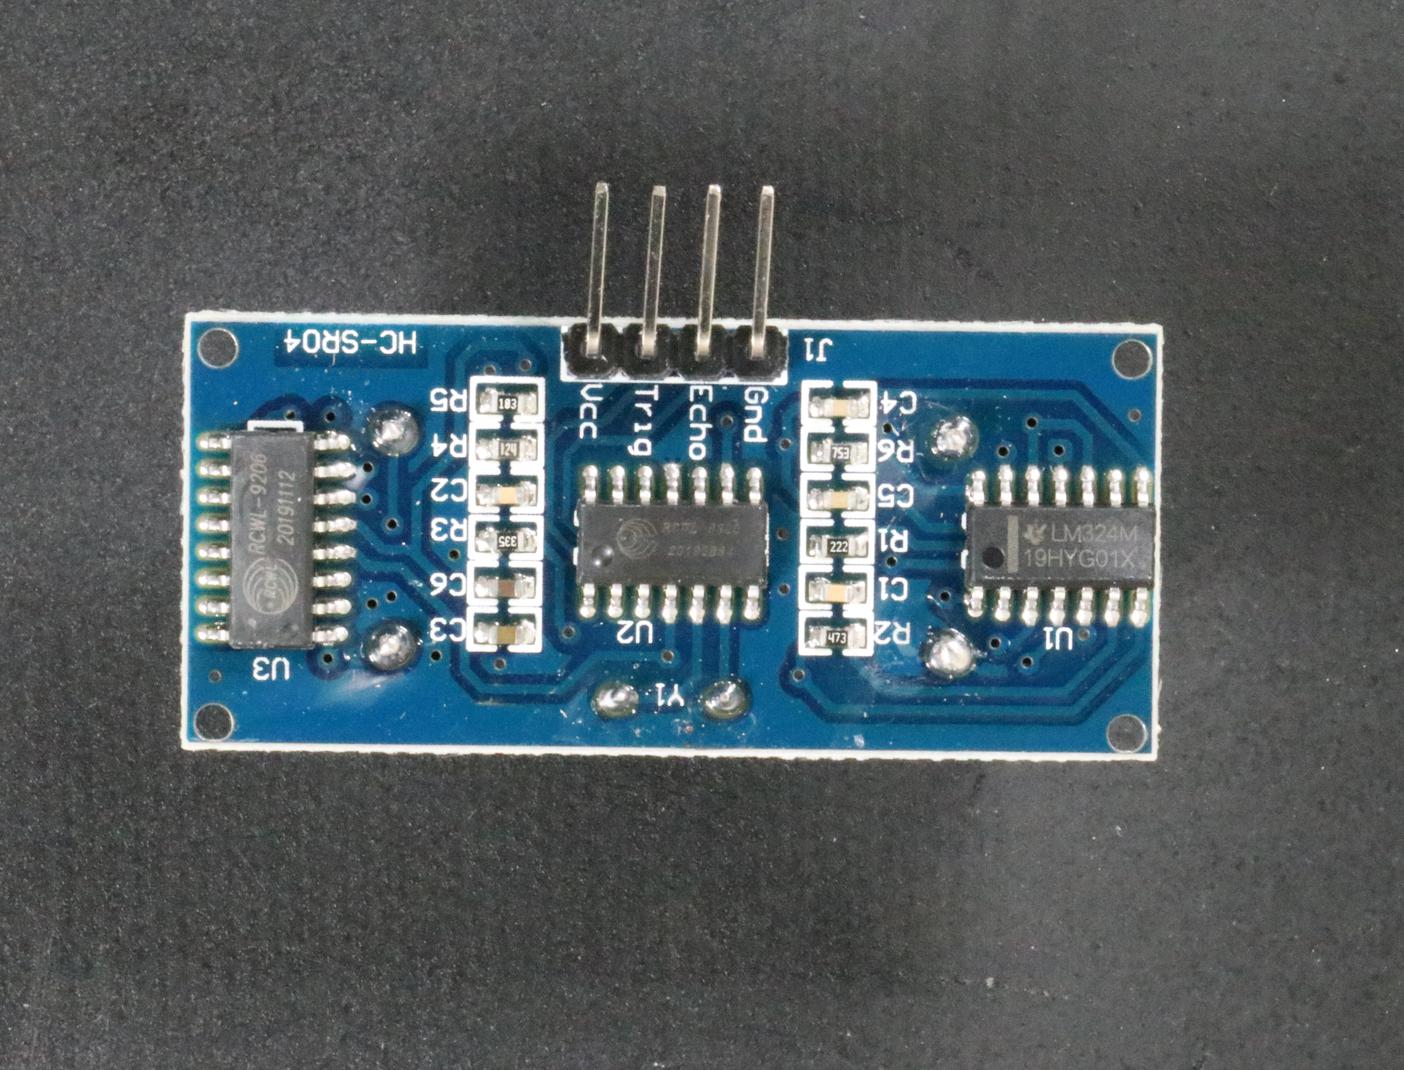 HC-SR04
J1
Vcc
Trig
Echo
Gnd
R5
103
R4
124
C2
R3
335
C6
C3
C4
R6
753
C5
R1
222
C1
R2
473
RCWL-9206
20191112
RCWL
U3
U2
Y1
LM324M
19HYG01X
U1